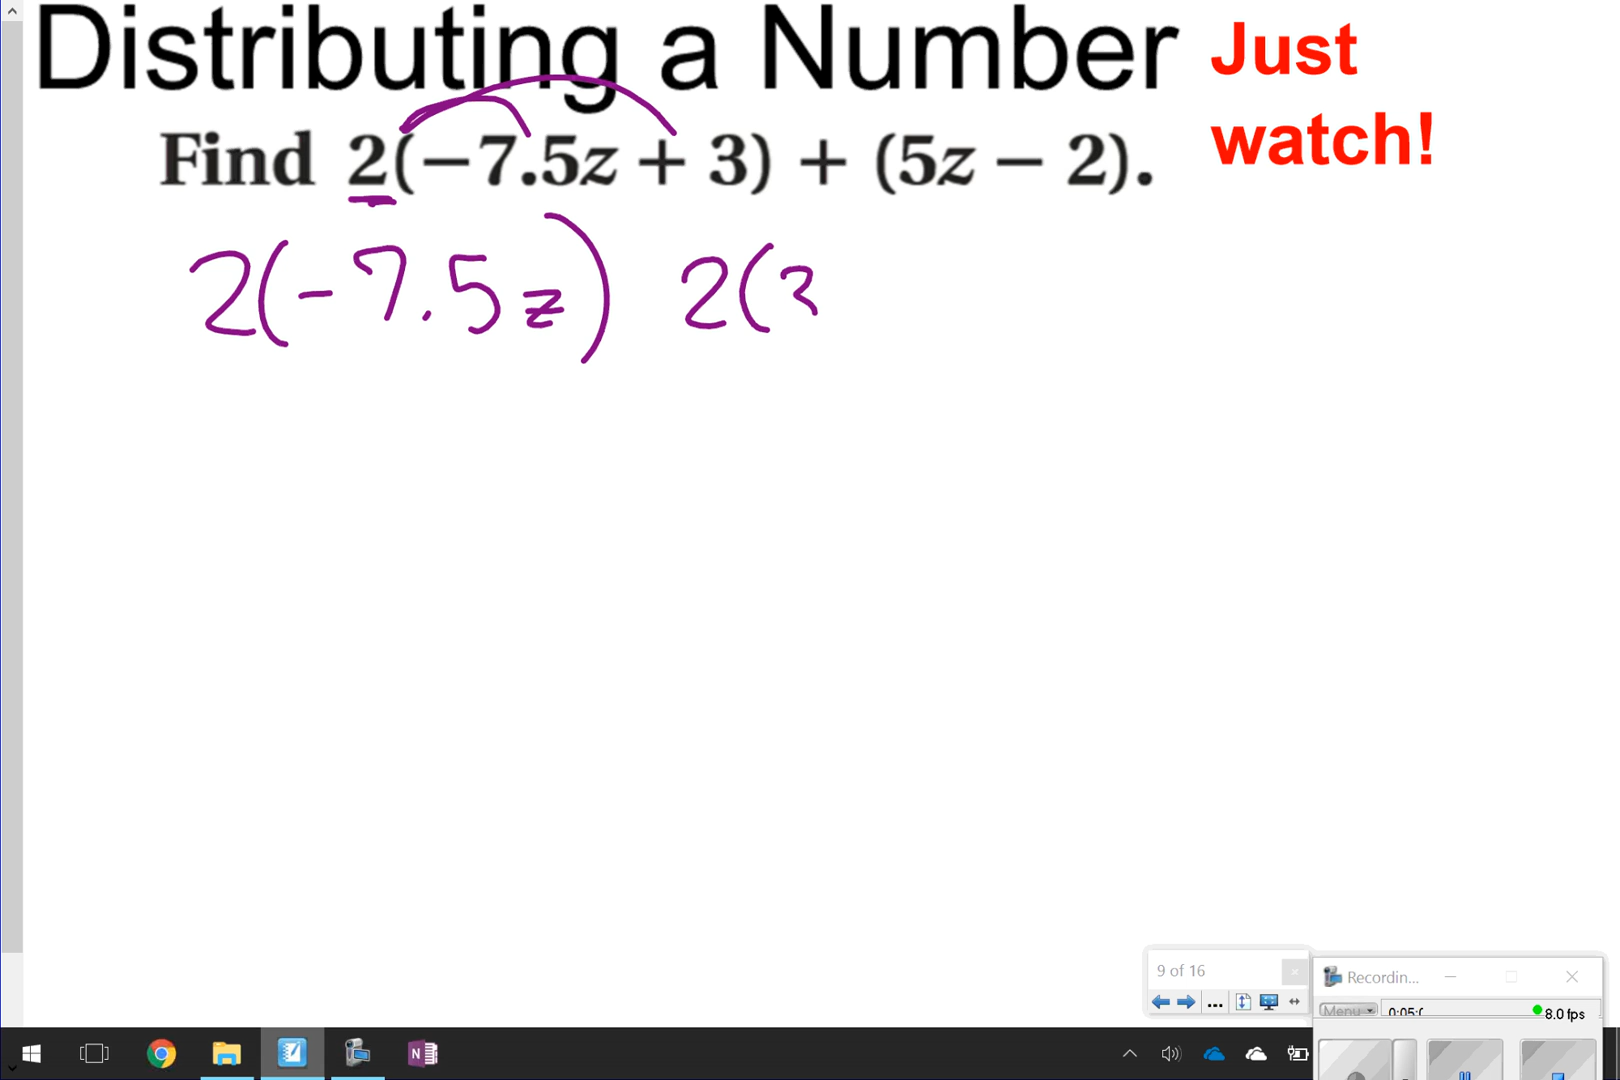 Distributing a Number
Just
watch!
Find 2(−7.5z + 3) + (5z − 2).
2(-7.5z) 2(3
9 of 16
Recordin...
Menu
8.0 fps
N